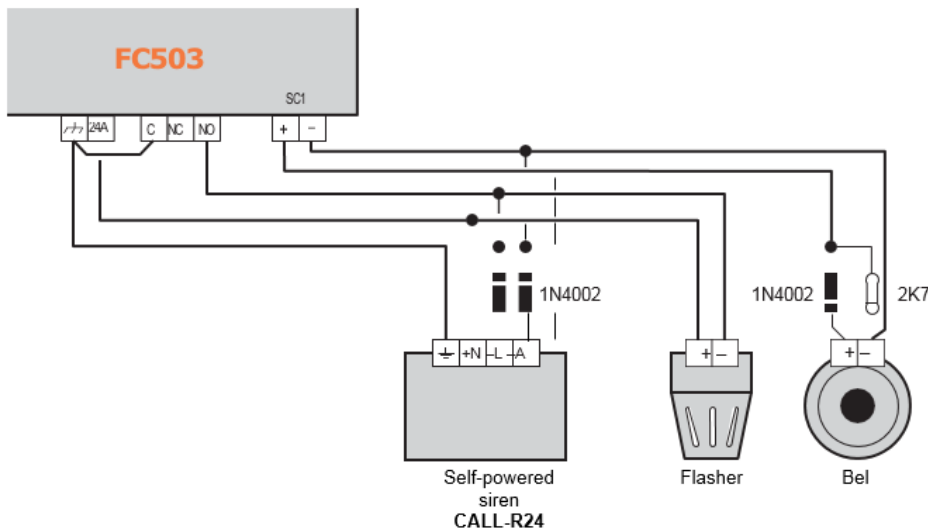 FC503
SC1
24A
C
NC
NO
+
–
1N4002
1N4002
2K7
+N
–L
–A
+
–
+
–
Self-powered
siren
CALL-R24
Flasher
Bel